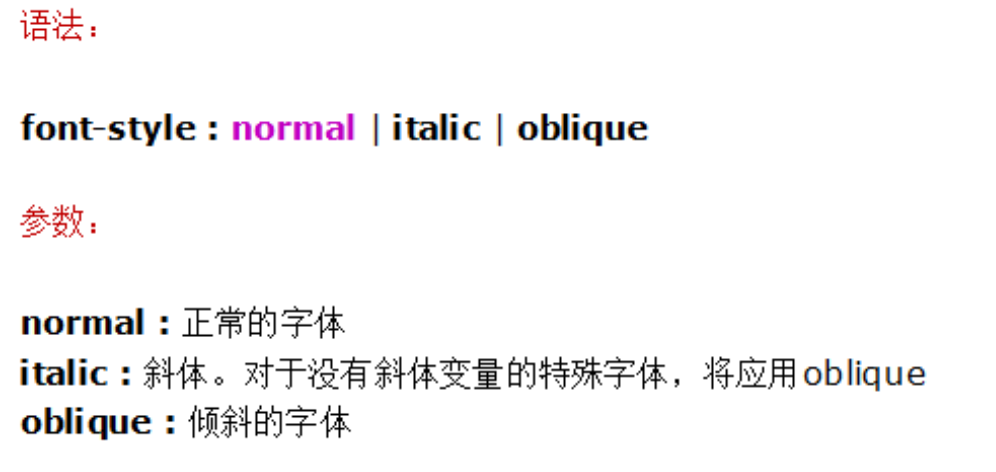 语法：
font-style : normal | italic | oblique
参数：
normal : 正常的字体
italic : 斜体。对于没有斜体变量的特殊字体，将应用oblique
oblique : 倾斜的字体